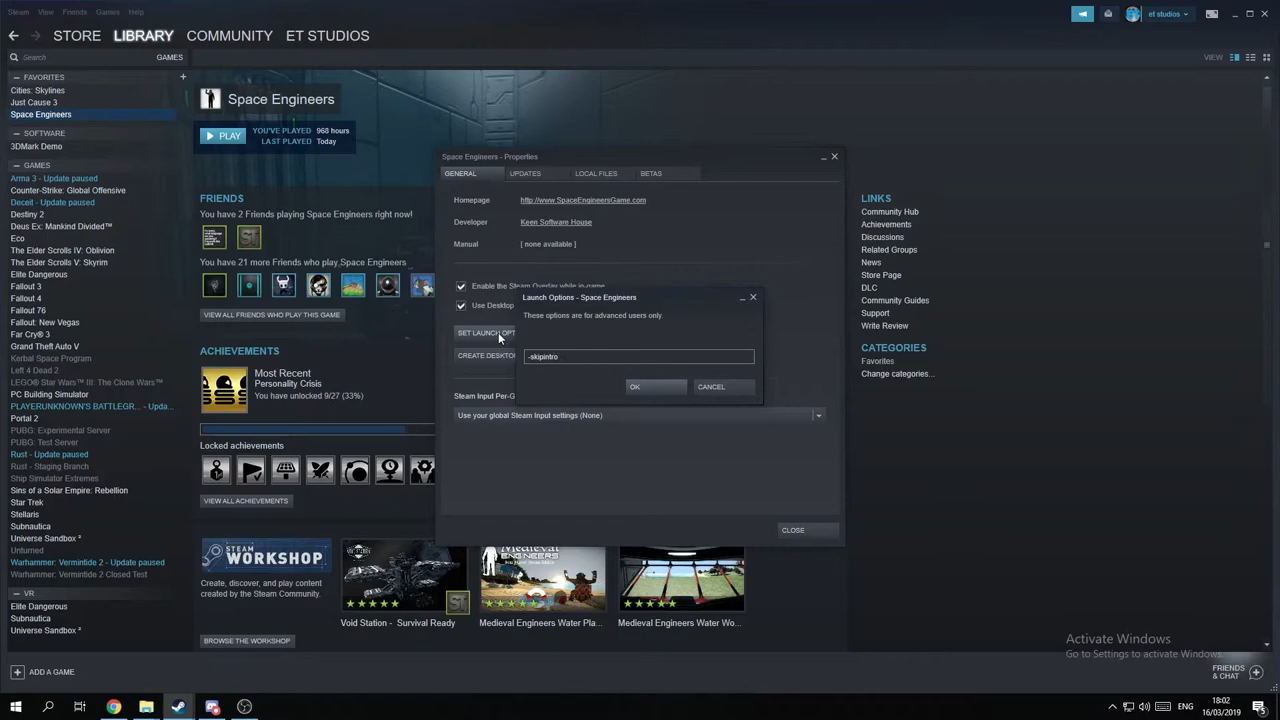 Steam View Friends Games Help
et studios
STORE LIBRARY COMMUNITY ET STUDIOS
Search GAMES
VIEW
FAVORITES
Cities: Skylines
Just Cause 3
Space Engineers
SOFTWARE
3DMark Demo
GAMES
Arma 3 - Update paused
Counter-Strike: Global Offensive
Deceit - Update paused
Destiny 2
Deus Ex: Mankind Divided™
Eco
The Elder Scrolls IV: Oblivion
The Elder Scrolls V: Skyrim
Elite Dangerous
Fallout 3
Fallout 4
Fallout 76
Fallout: New Vegas
Far Cry® 3
Grand Theft Auto V
Kingdom Come: Deliverance
Left 4 Dead 2
LEGO® Star Wars™ III: The Clone Wars™
PC Building Simulator
PLAYERUNKNOWN'S BATTLEGR... - Upda...
Portal 2
PUBG: Experimental Server
PUBG: Test Server
Rust - Update paused
Rust - Staging Branch
Ship Simulator Extremes
Sins of a Solar Empire: Rebellion
Star Trek
Stellaris
Subnautica
Universe Sandbox ²
Unturned
Warhammer: Vermintide 2 - Update paused
Warhammer: Vermintide 2 Closed Test
VR
Elite Dangerous
Subnautica
Universe Sandbox ²
ADD A GAME
Space Engineers
PLAY
YOU'VE PLAYED 968 hours
LAST PLAYED Today
FRIENDS
You have 2 Friends playing Space Engineers right now!
You have 21 more Friends who play Space Engineers
VIEW ALL FRIENDS WHO PLAY THIS GAME
ACHIEVEMENTS
Most Recent
Personality Crisis
You have unlocked 9/27 (33%)
Locked achievements
VIEW ALL ACHIEVEMENTS
STEAM WORKSHOP
Create, discover, and play content
created by the Steam Community.
BROWSE THE WORKSHOP
Void Station - Survival Ready
Medieval Engineers Water Pla...
Medieval Engineers Water Wo...
Space Engineers - Properties
GENERAL UPDATES LOCAL FILES BETAS
Homepage http://www.SpaceEngineersGame.com
Developer Keen Software House
Manual [ none available ]
Enable the Steam Overlay while in-game
Use Desktop
SET LAUNCH OPT
CREATE DESKTO
Steam Input Per-G
Use your global Steam Input settings (None)
CLOSE
Launch Options - Space Engineers
These options are for advanced users only.
-skipintro
OK CANCEL
LINKS
Community Hub
Achievements
Discussions
Related Groups
News
Store Page
DLC
Community Guides
Support
Write Review
CATEGORIES
Favorites
Change categories...
Activate Windows
Go to Settings to activate Windows.
FRIENDS
& CHAT
ENG
18:02
16/03/2019
5